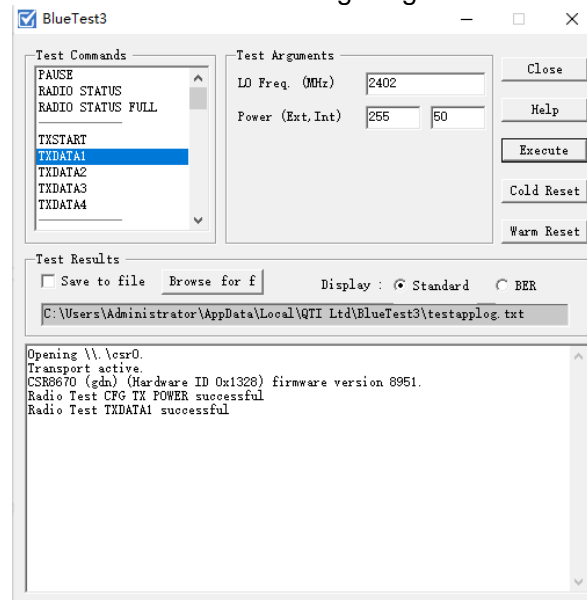 BlueTest3
Test Commands
PAUSE
RADIO STATUS
RADIO STATUS FULL
TXSTART
TXDATA1
TXDATA2
TXDATA3
TXDATA4
Test Arguments
LO Freq. (MHz) 2402
Power (Ext, Int) 255 50
Close
Help
Execute
Cold Reset
Warm Reset
Test Results
Save to file Browse for f Display : Standard BER
C:\Users\Administrator\AppData\Local\QTI Ltd\BlueTest3\testapplog.txt
Opening \\.\csr0.
Transport active.
CSR8670 (gdn) (Hardware ID 0x1328) firmware version 8951.
Radio Test CFG TX POWER successful
Radio Test TXDATA1 successful